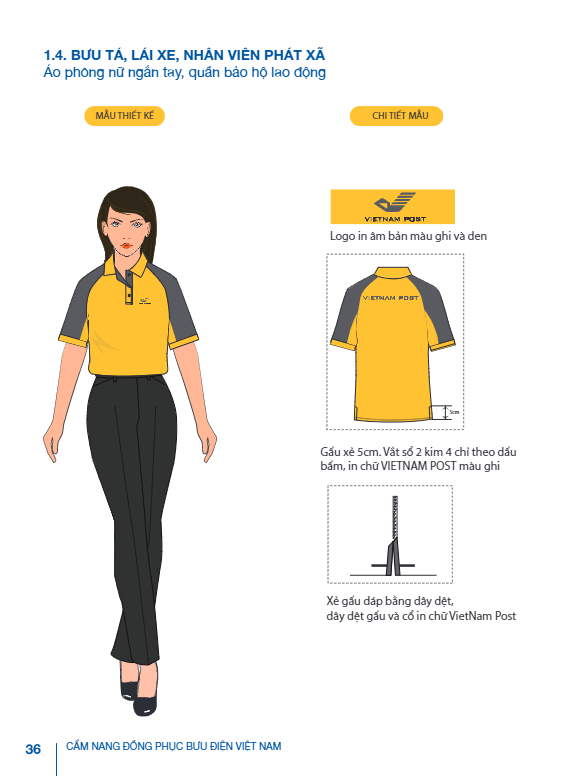 1.4. BƯU TÁ, LÁI XE, NHÂN VIÊN PHÁT XÃ
Áo phông nữ ngắn tay, quần bảo hộ lao động
MẪU THIẾT KẾ
CHI TIẾT MẪU
VIETNAM POST
Logo in âm bản màu ghi và đen
VIETNAM POST
5cm
Gấu xẻ 5cm. Vắt sổ 2 kim 4 chỉ theo dấu
bấm, in chữ VIETNAM POST màu ghi
Xẻ gấu dáp bằng dây dệt,
dây dệt gấu và cổ in chữ VietNam Post
36
CẨM NANG ĐỒNG PHỤC BƯU ĐIỆN VIỆT NAM